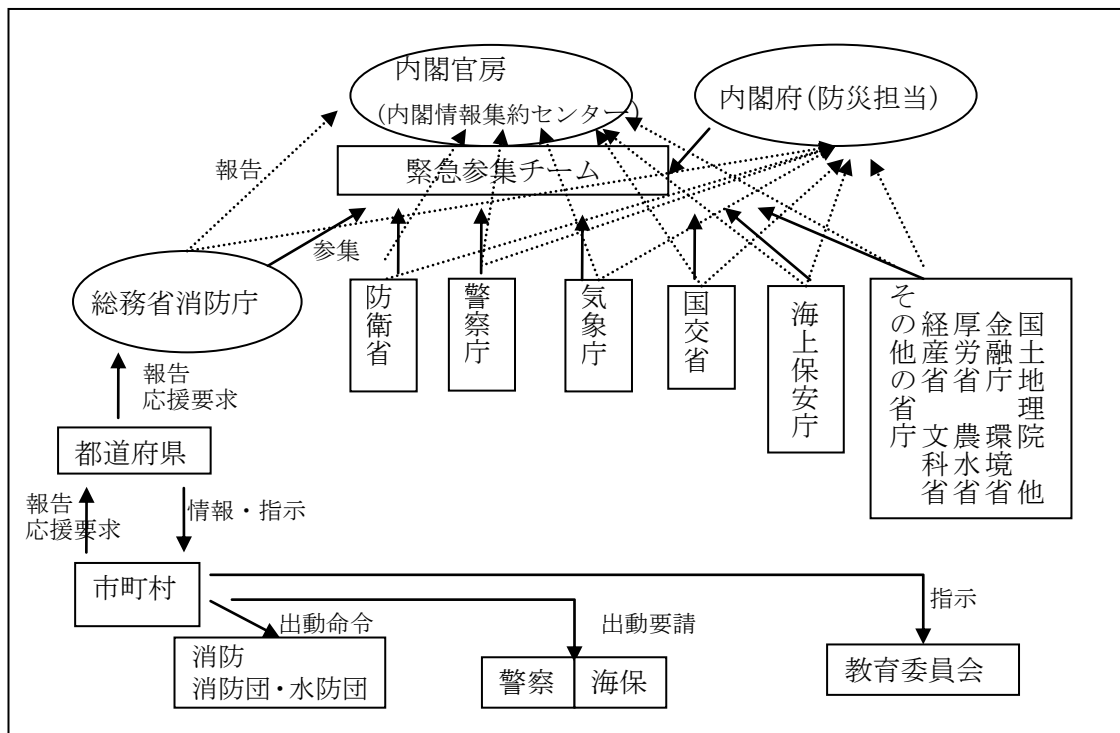 内閣官房
(内閣情報集約センター)
内閣府(防災担当)
緊急参集チーム
報告
参集
総務省消防庁
防衛省
警察庁
気象庁
国交省
海上保安庁
国土地理院 他
金融庁 環境省
厚労省 農水省
経産省 文科省
その他の省庁
報告
応援要求
都道府県
報告
応援要求
情報・指示
市町村
出動命令
出動要請
指示
消防
消防団・水防団
警察
海保
教育委員会